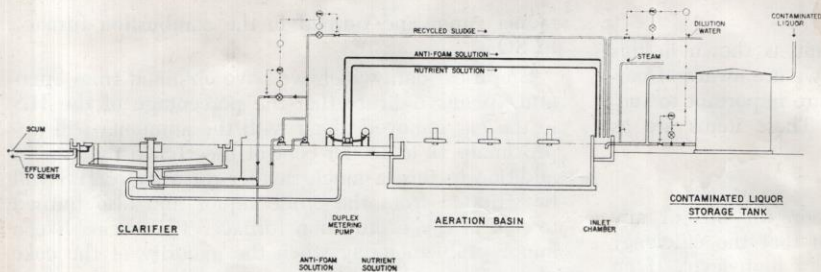 RECYCLED SLUDGE
ANTI-FOAM SOLUTION
NUTRIENT SOLUTION
STEAM
DILUTION
WATER
CONTAMINATED
LIQUOR
SCUM
EFFLUENT
TO SEWER
CLARIFIER
DUPLEX
METERING
PUMP
AERATION BASIN
INLET
CHAMBER
CONTAMINATED LIQUOR
STORAGE TANK
ANTI-FOAM
SOLUTION
NUTRIENT
SOLUTION